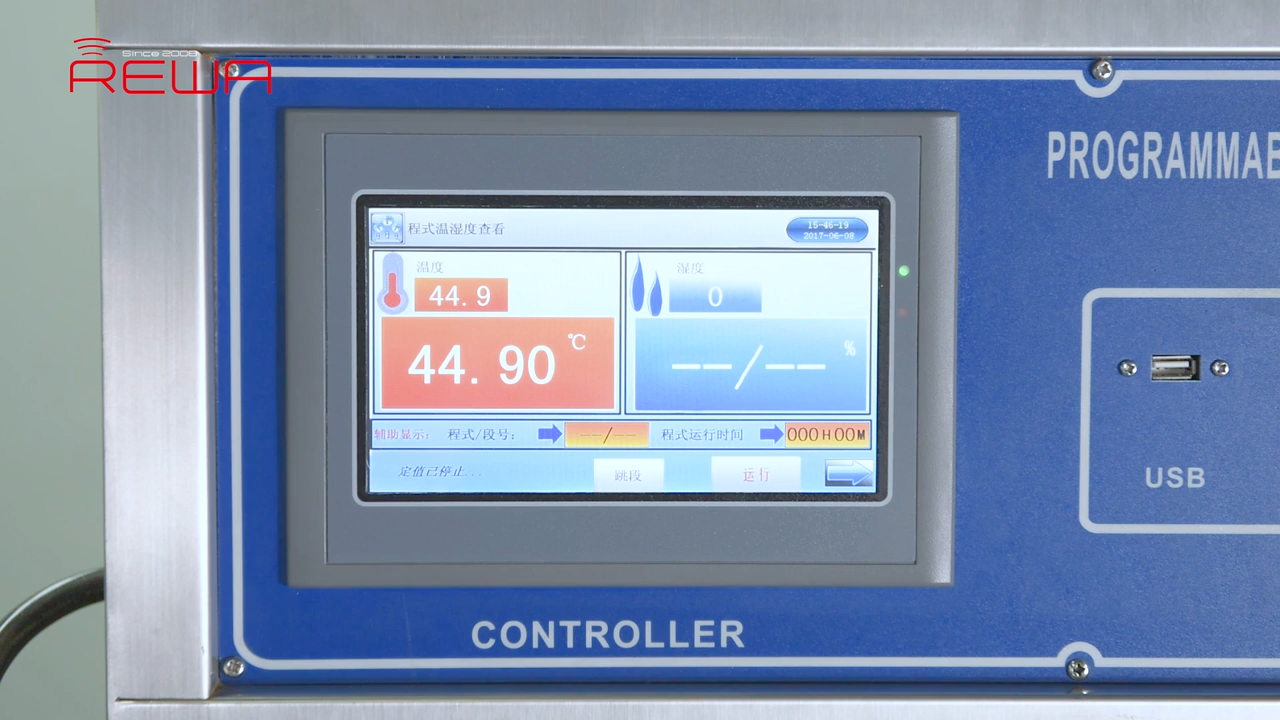 Since 2008
REWA
PROGRAMMAB
程式温湿度查看
15-46-19
2017-06-08
温度
44.9
44.90
℃
湿度
0
--/--
%
辅助显示: 程式/段号: --/-- 程式运行时间 000H00M
定值已停止...
跳段
运行
USB
CONTROLLER